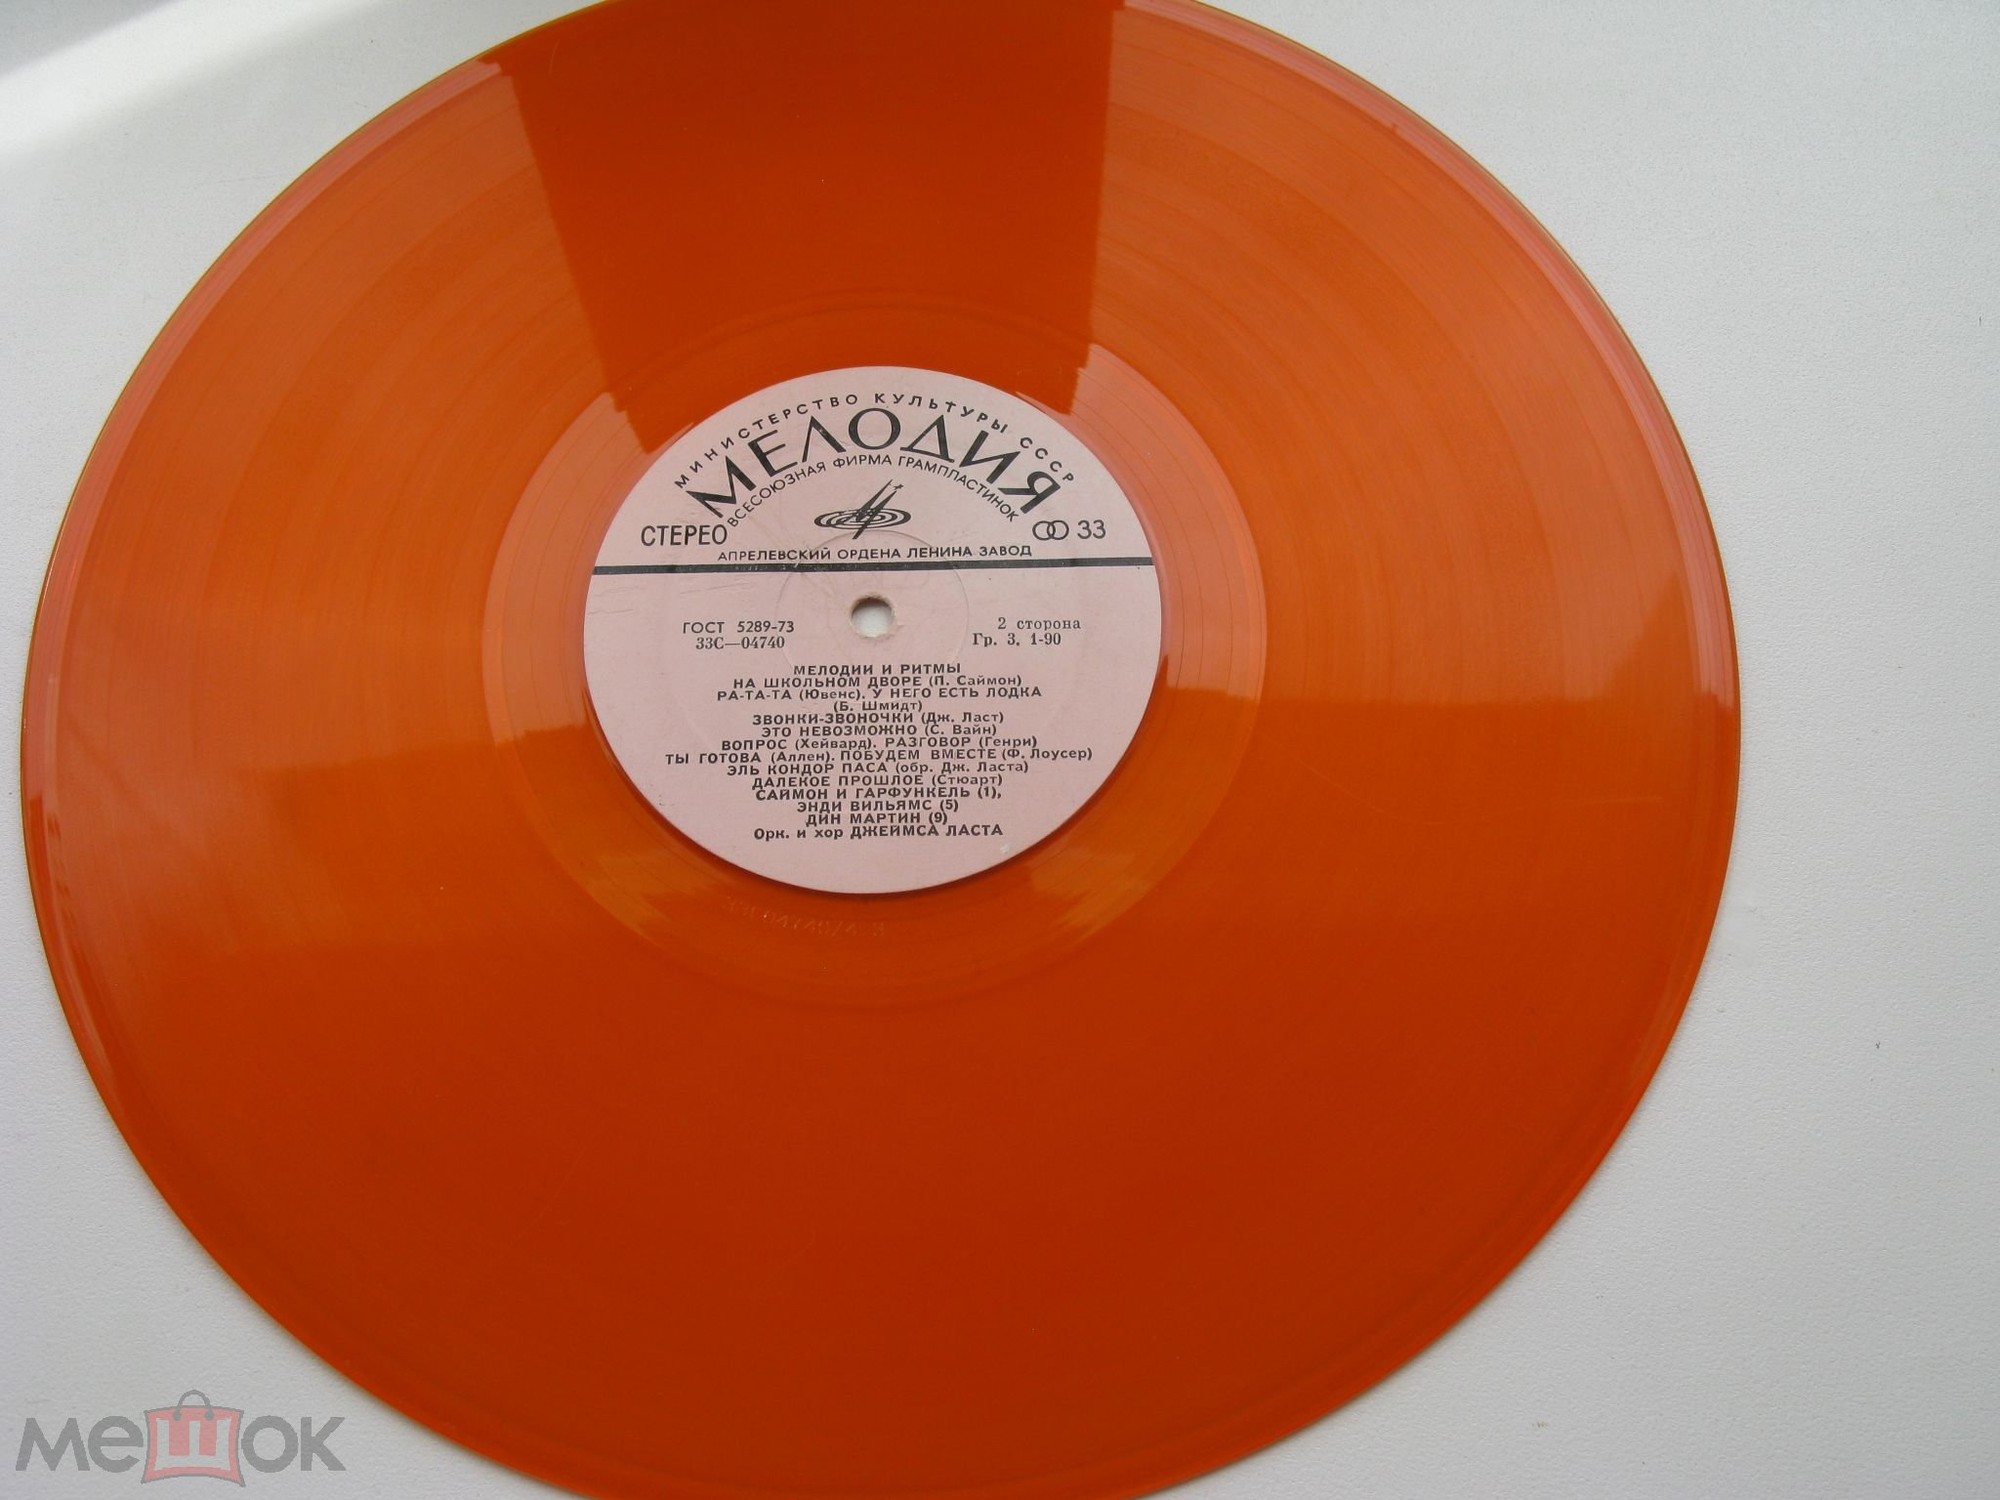 МИНИСТЕРСТВО КУЛЬТУРЫ СССР
МЕЛОДИЯ
ВСЕСОЮЗНАЯ ФИРМА ГРАМПЛАСТИНОК
СТЕРЕО
33
АПРЕЛЕВСКИЙ ОРДЕНА ЛЕНИНА ЗАВОД
ГОСТ 5289-73
2 сторона
33С—04740
Гр. 3, 1-90
МЕЛОДИИ И РИТМЫ
НА ШКОЛЬНОМ ДВОРЕ (П. Саймон)
РА-ТА-ТА (Ювенс). У НЕГО ЕСТЬ ЛОДКА
(Б. Шмидт)
ЗВОНКИ-ЗВОНОЧКИ (Дж. Ласт)
ЭТО НЕВОЗМОЖНО (С. Вайн)
ВОПРОС (Хейвард). РАЗГОВОР (Генри)
ТЫ ГОТОВА (Аллен). ПОБУДЕМ ВМЕСТЕ (Ф. Лоусер)
ЭЛЬ КОНДОР ПАСА (обр. Дж. Ласта)
ДАЛЕКОЕ ПРОШЛОЕ (Стюарт)
САЙМОН И ГАРФУНКЕЛЬ (1),
ЭНДИ ВИЛЬЯМС (5)
ДИН МАРТИН (9)
Орк. и хор ДЖЕЙМСА ЛАСТА
мешок